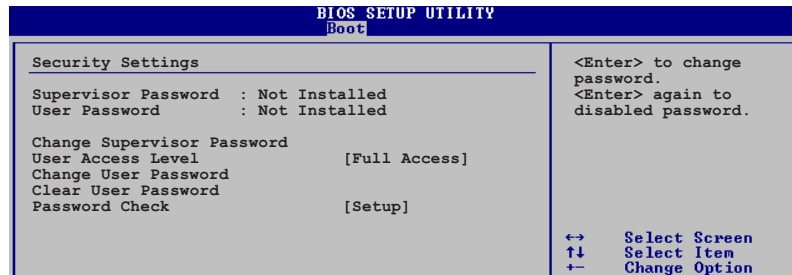 BIOS SETUP UTILITY
Boot
Security Settings
Supervisor Password : Not Installed
User Password : Not Installed
Change Supervisor Password
User Access Level [Full Access]
Change User Password
Clear User Password
Password Check [Setup]
<Enter> to change
password.
<Enter> again to
disabled password.
←→ Select Screen
↑↓ Select Item
+- Change Option